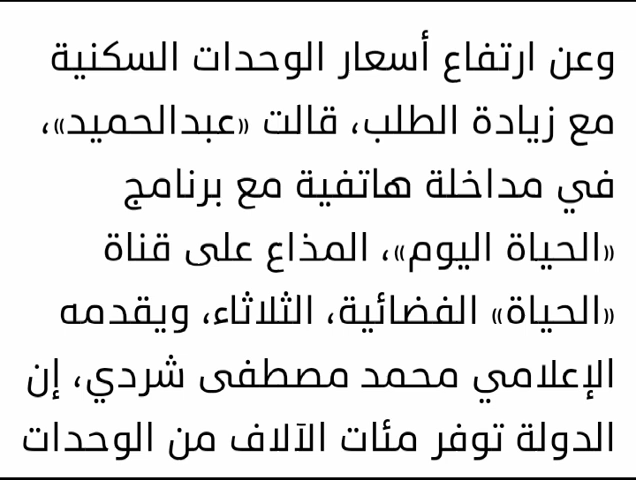 وعن ارتفاع أسعار الوحدات السكنية
مع زيادة الطلب، قالت «عبدالحميد»،
في مداخلة هاتفية مع برنامج
«الحياة اليوم»، المذاع على قناة
«الحياة» الفضائية، الثلاثاء، ويقدمه
الإعلامي محمد مصطفى شردي، إن
الدولة توفر مئات الآلاف من الوحدات